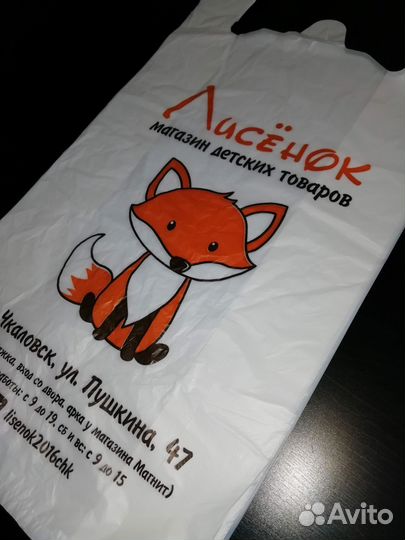 Лисёнок
магазин детских товаров
Чкаловск, ул. Пушкина, 47
вход со двора, арка у магазина Магнит)
с 9 до 19, сб и вс: с 9 до 15
lisenok2016chk
Avito